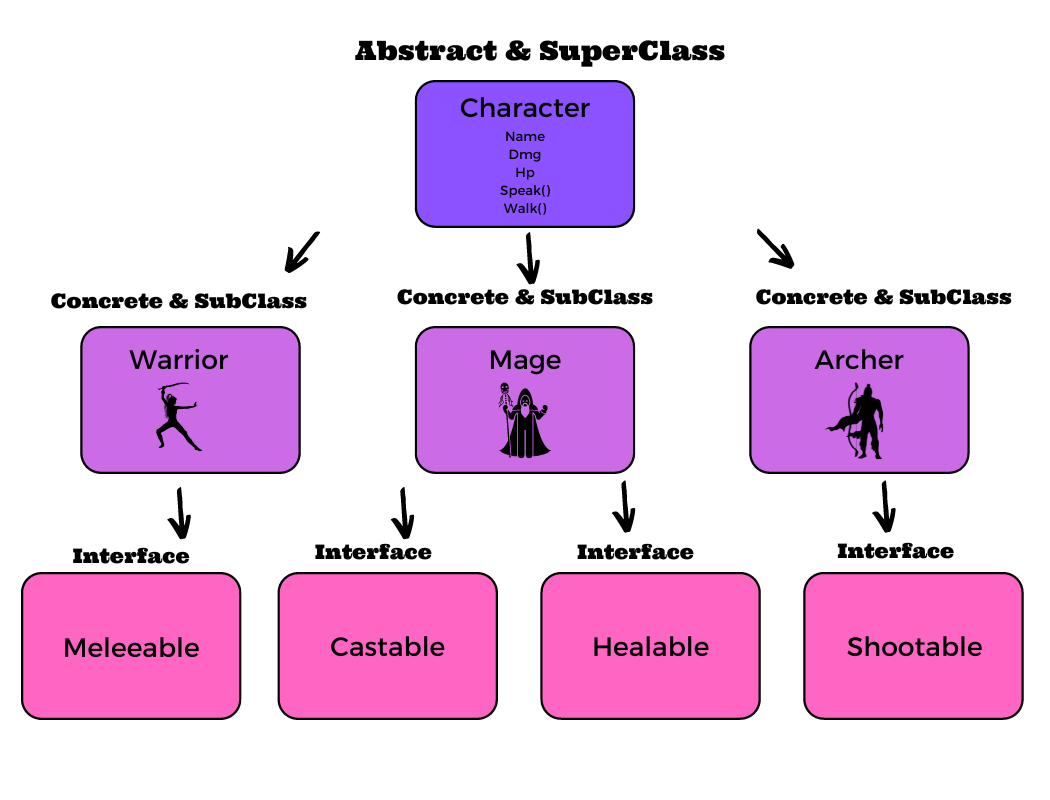 Abstract & SuperClass
Character
Name
Dmg
Hp
Speak()
Walk()
Concrete & SubClass
Concrete & SubClass
Concrete & SubClass
Warrior
Mage
Archer
Interface
Interface
Interface
Interface
Meleeable
Castable
Healable
Shootable